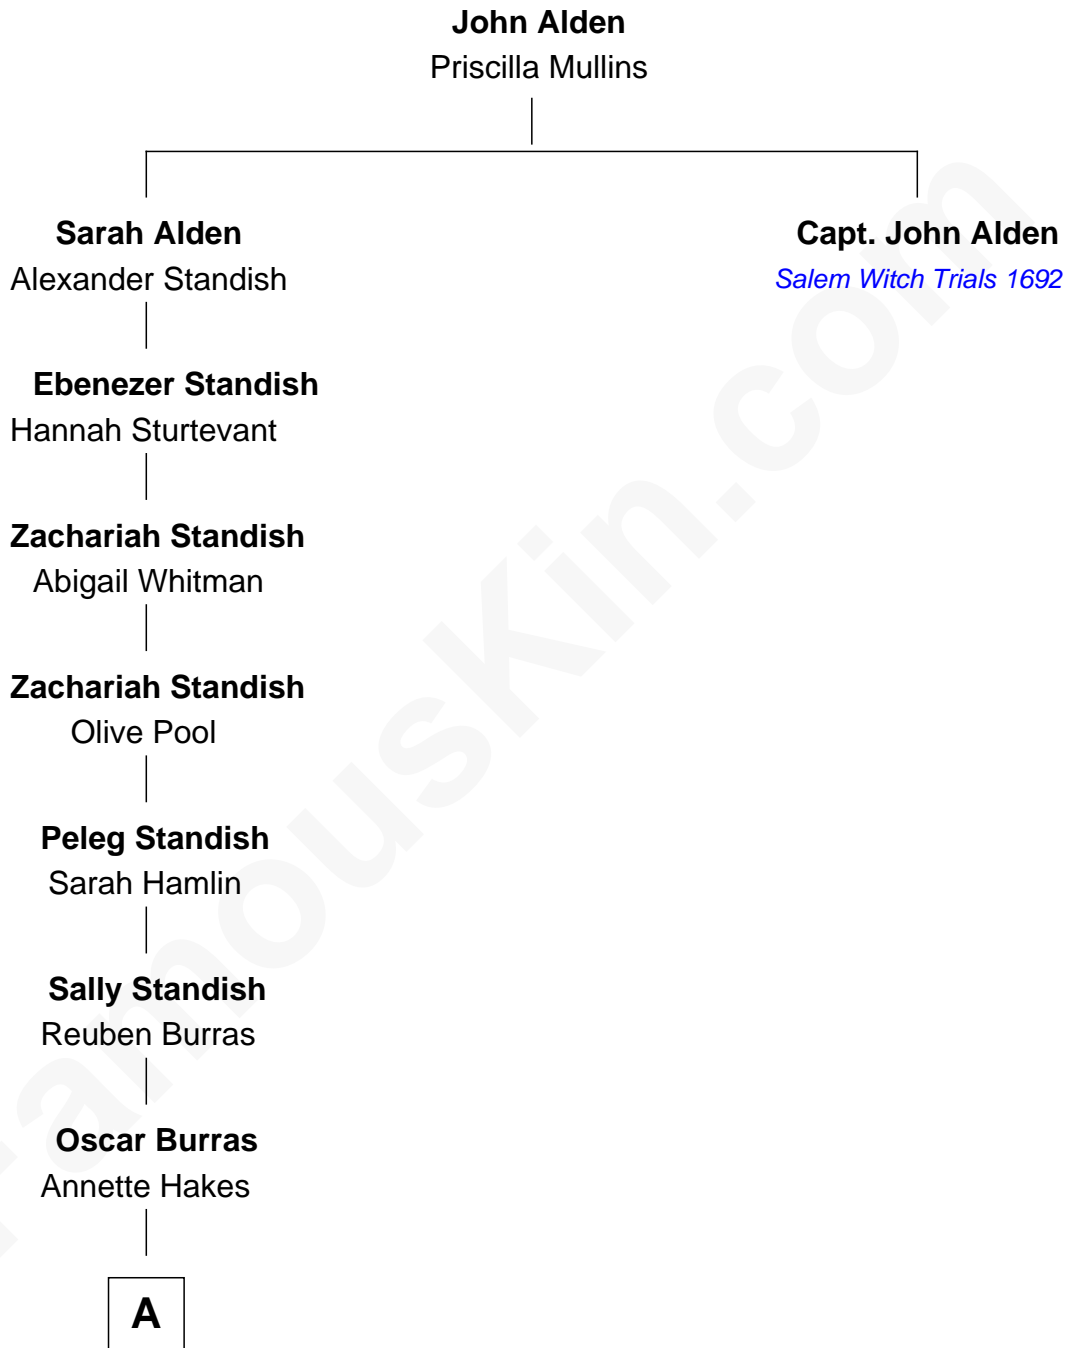 John Alden
Priscilla Mullins
Sarah Alden
Alexander Standish
Capt. John Alden
Salem Witch Trials 1692
Ebenezer Standish
Hannah Sturtevant
Zachariah Standish
Abigail Whitman
Zachariah Standish
Olive Pool
Peleg Standish
Sarah Hamlin
Sally Standish
Reuben Burras
Oscar Burras
Annette Hakes
A
FamousKin.com